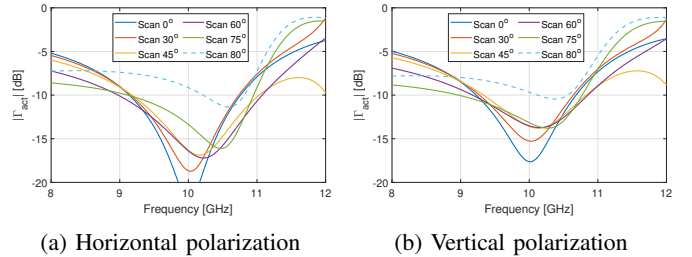 Scan 0° Scan 60°
Scan 30° Scan 75°
Scan 45° Scan 80°
0
-5
-10
-15
-20
|Γact| [dB]
8 9 10 11 12
Frequency [GHz]
(a) Horizontal polarization
Scan 0° Scan 60°
Scan 30° Scan 75°
Scan 45° Scan 80°
0
-5
-10
-15
-20
|Γact| [dB]
8 9 10 11 12
Frequency [GHz]
(b) Vertical polarization